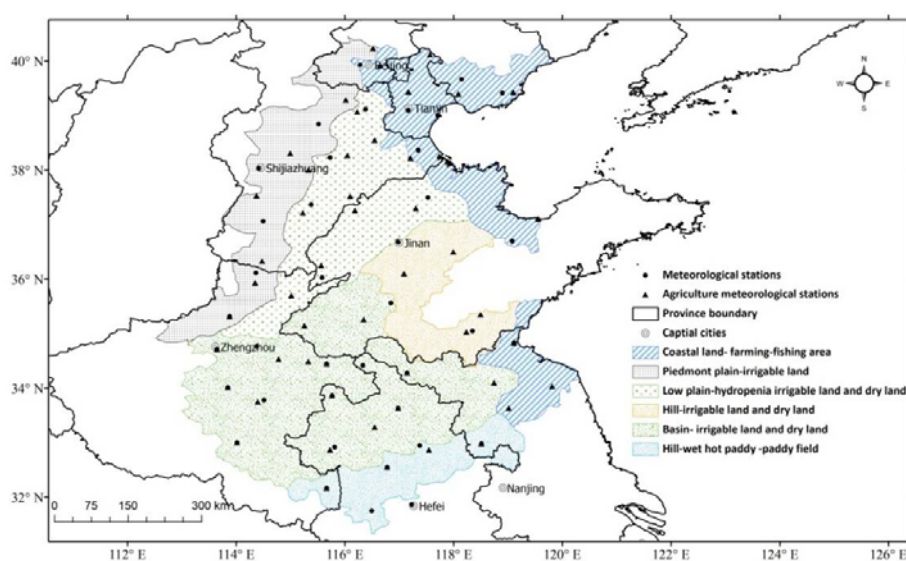 40° N
38° N
36° N
34° N
32° N
Beijing
Tianjin
Shijiazhuang
Jinan
Zhengzhou
Nanjing
Hefei
N
W
E
S
Meteorological stations
Agriculture meteorological stations
Province boundary
Captial cities
Coastal land- farming-fishing area
Piedmont plain-irrigable land
Low plain-hydropenia irrigable land and dry land
Hill-irrigable land and dry land
Basin- irrigable land and dry land
Hill-wet hot paddy -paddy field
0 75 150 300 km
112° E 114° E 116° E 118° E 120° E 122° E 124° E 126° E